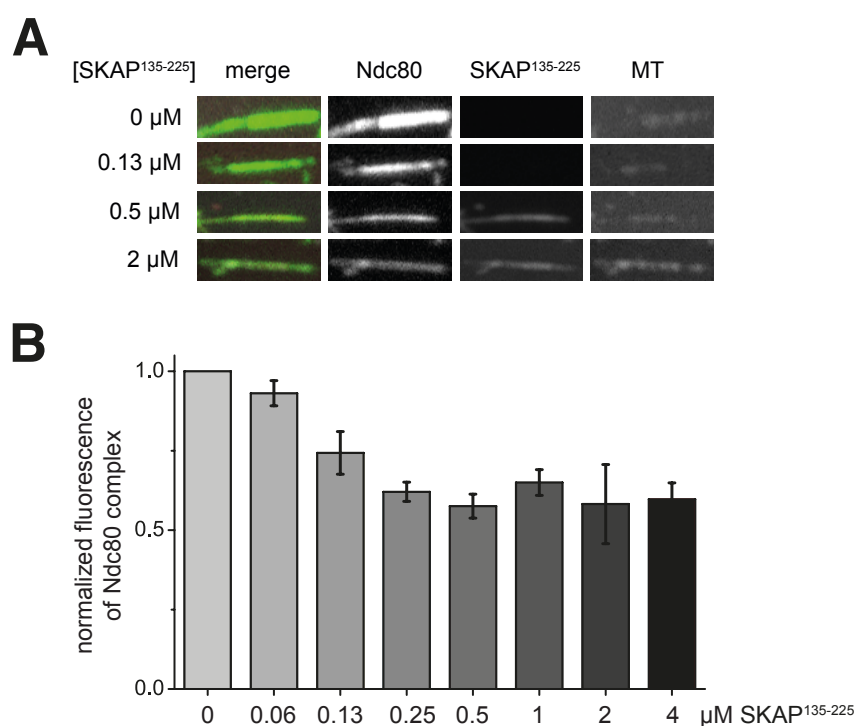 A
[SKAP135-225] merge Ndc80 SKAP135-225 MT
0 µM
0.13 µM
0.5 µM
2 µM
B
normalized fluorescence
of Ndc80 complex
1.0
0.5
0.0
0 0.06 0.13 0.25 0.5 1 2 4 µM SKAP135-225